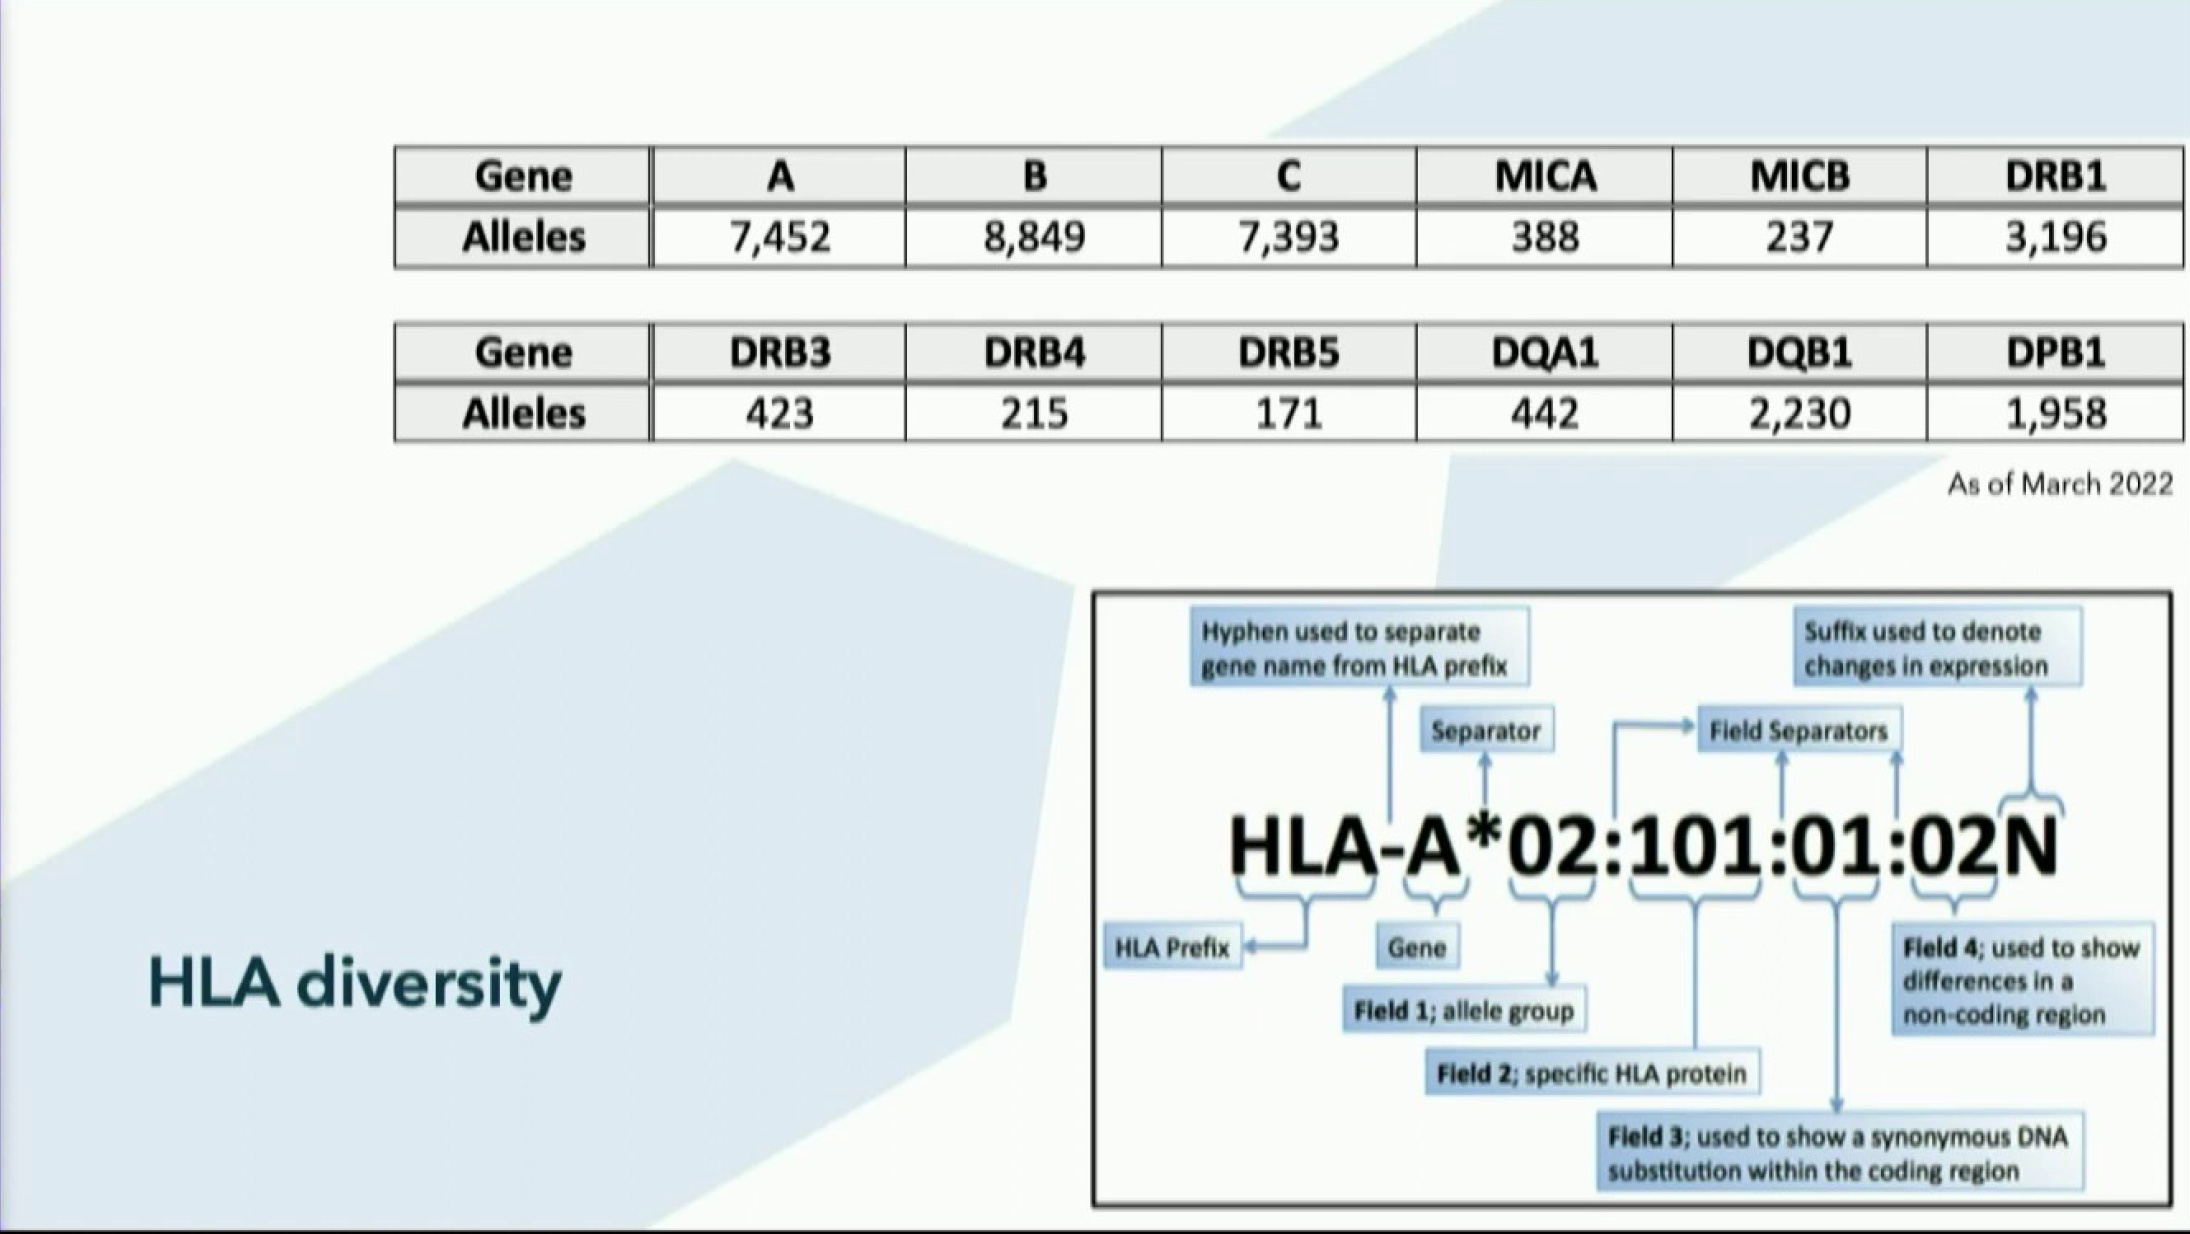 Gene A B C MICA MICB DRB1
Alleles 7,452 8,849 7,393 388 237 3,196
Gene DRB3 DRB4 DRB5 DQA1 DQB1 DPB1
Alleles 423 215 171 442 2,230 1,958
As of March 2022
HLA diversity
Hyphen used to separate
gene name from HLA prefix
Suffix used to denote
changes in expression
Separator
Field Separators
HLA-A*02:101:01:02N
HLA Prefix
Gene
Field 1; allele group
Field 2; specific HLA protein
Field 3; used to show a synonymous DNA
substitution within the coding region
Field 4; used to show
differences in a
non-coding region